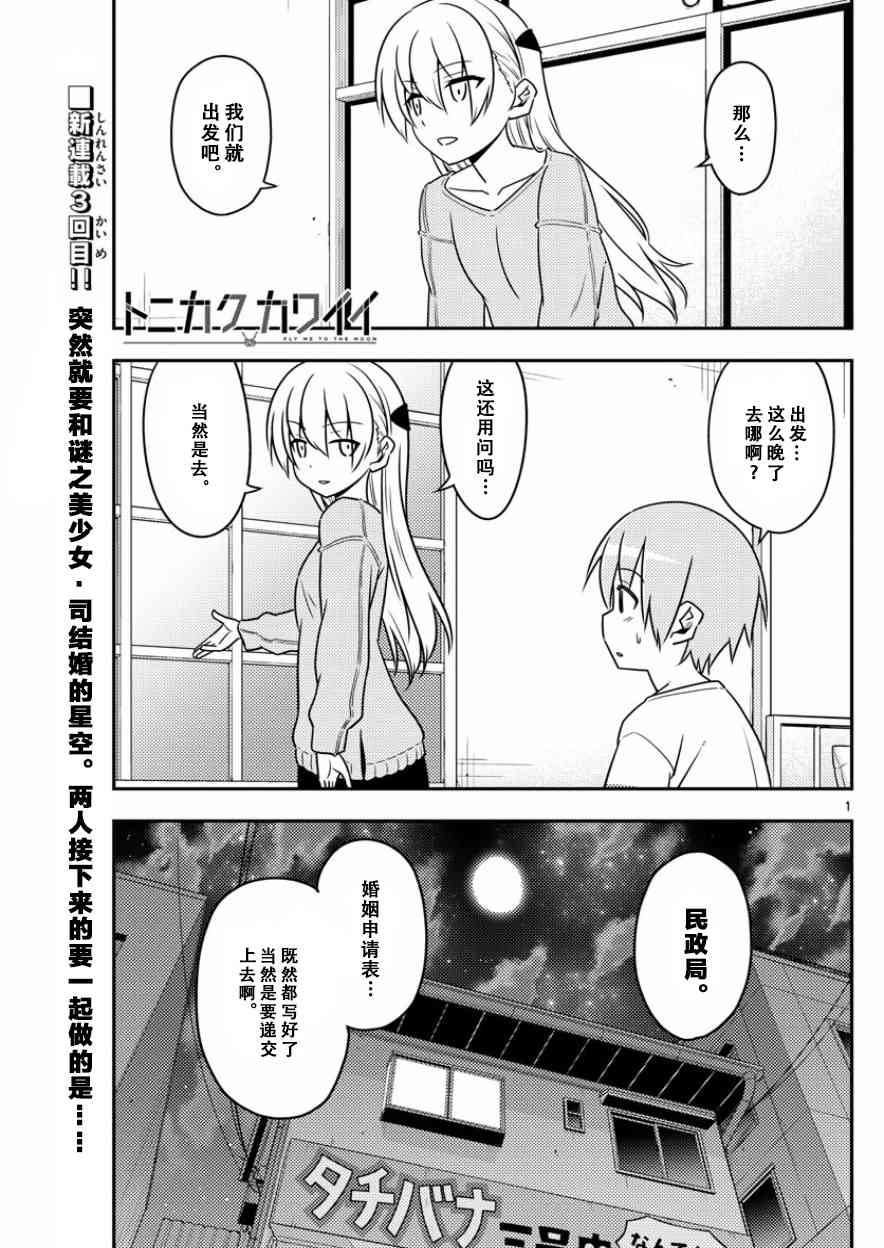 ■新連載3回目!!
しんれんさい
かいめ
突然就要和谜之美少女·司结婚的星空。两人接下来的要一起做的是……
那么…
我们就
出发吧。
トニカクカワイイ
FLY ME TO THE MOON
出发…
这么晚了
去哪啊?
这还用问吗…
当然是去。
1
民政局。
婚姻申请表…
既然都写好了
当然是要递交
上去啊。
タチバナ